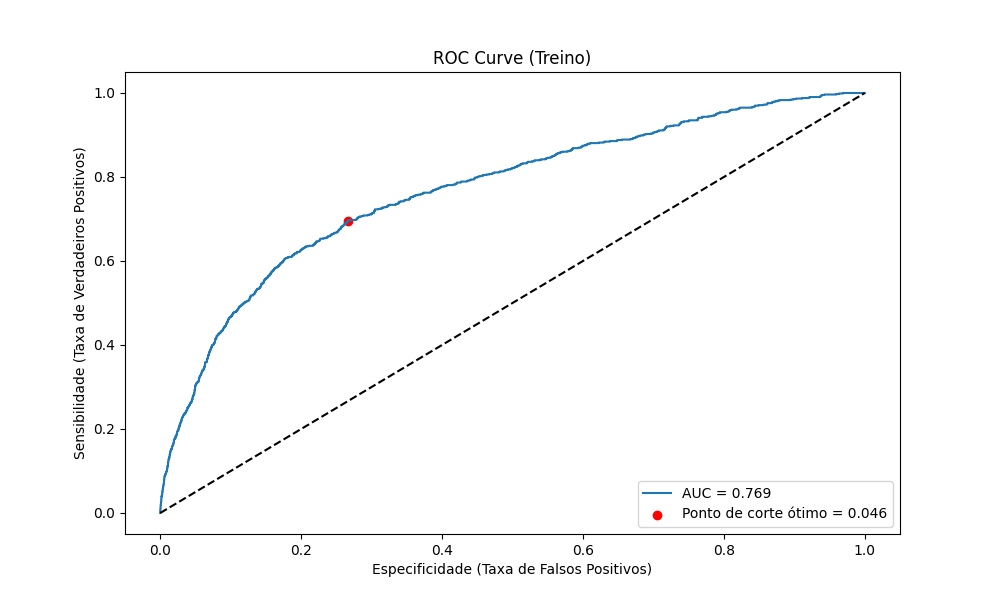 ROC Curve (Treino)
Sensibilidade (Taxa de Verdadeiros Positivos)
1.0
0.8
0.6
0.4
0.2
0.0
AUC = 0.769
Ponto de corte ótimo = 0.046
0.0 0.2 0.4 0.6 0.8 1.0
Especificidade (Taxa de Falsos Positivos)